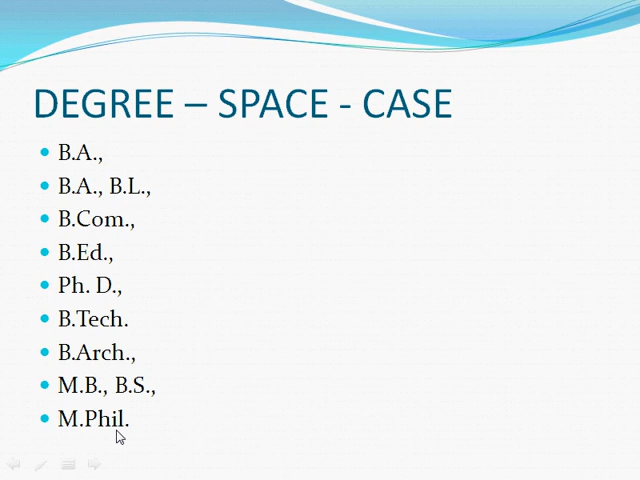 DEGREE – SPACE - CASE
B.A.,
B.A., B.L.,
B.Com.,
B.Ed.,
Ph. D.,
B.Tech.
B.Arch.,
M.B., B.S.,
M.Phil.